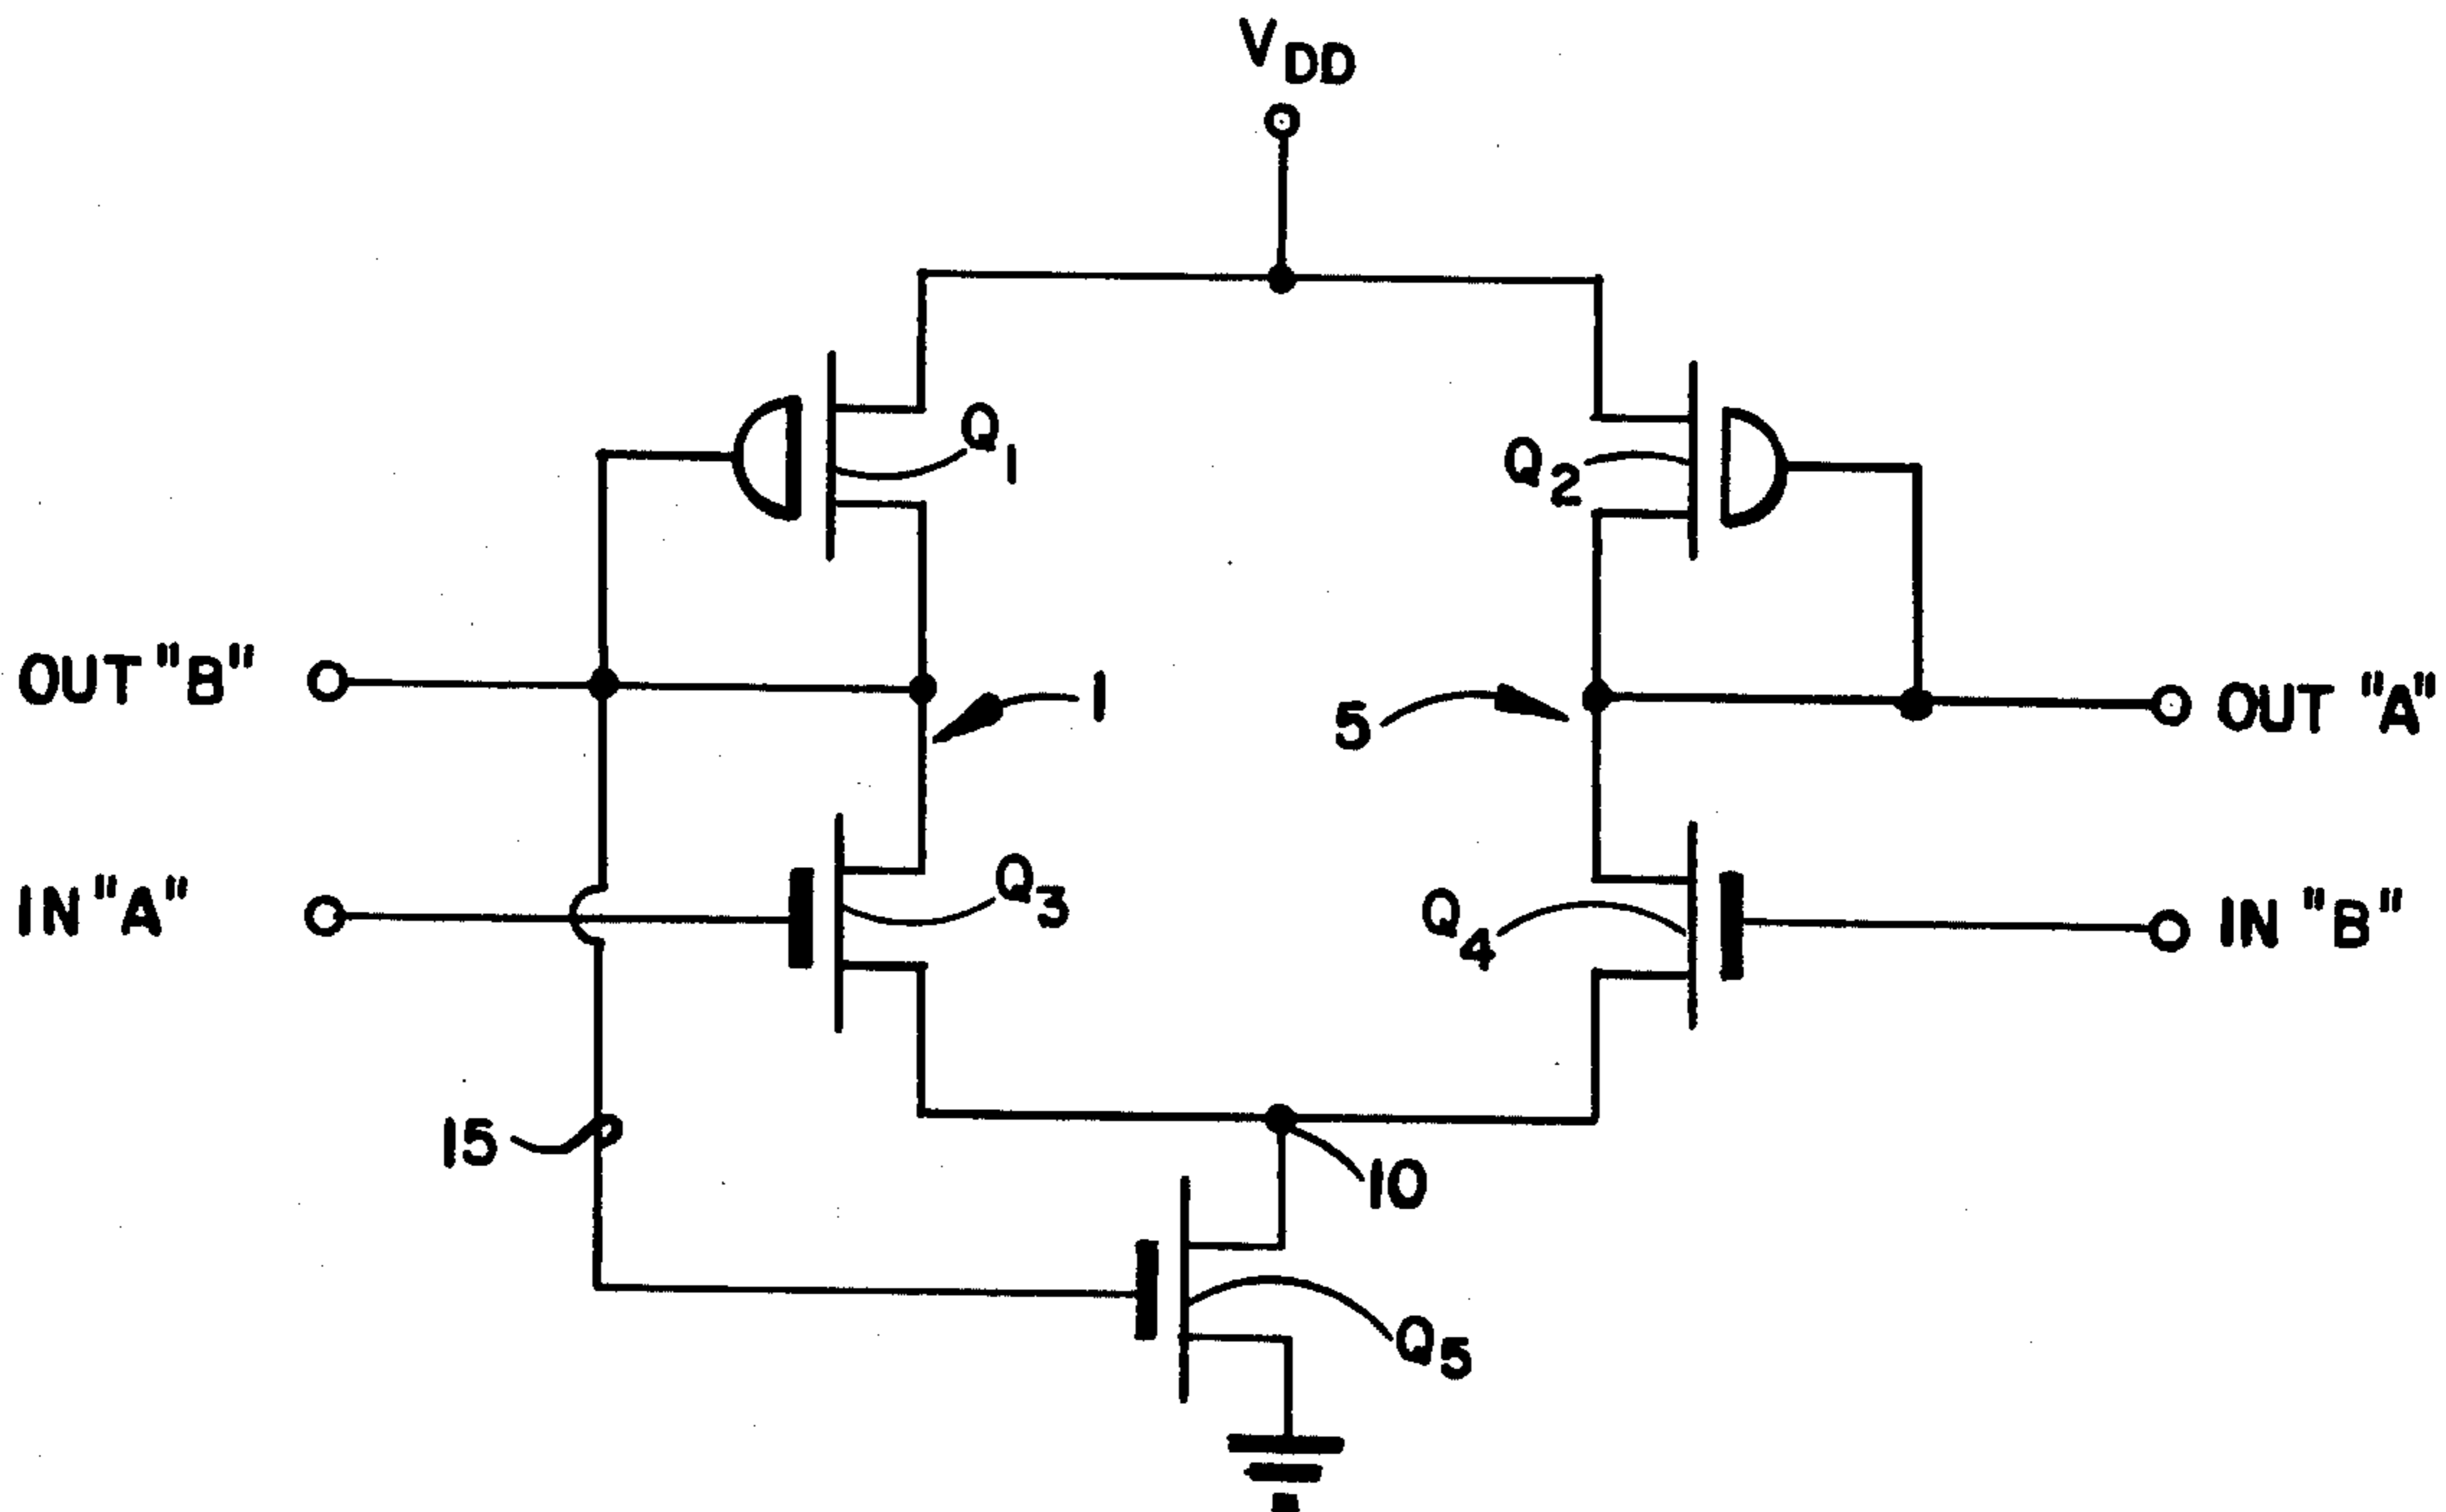 VDD
Q1
Q2
OUT "B"
1
5
OUT "A"
IN "A"
Q3
Q4
IN "B"
15
10
Q5